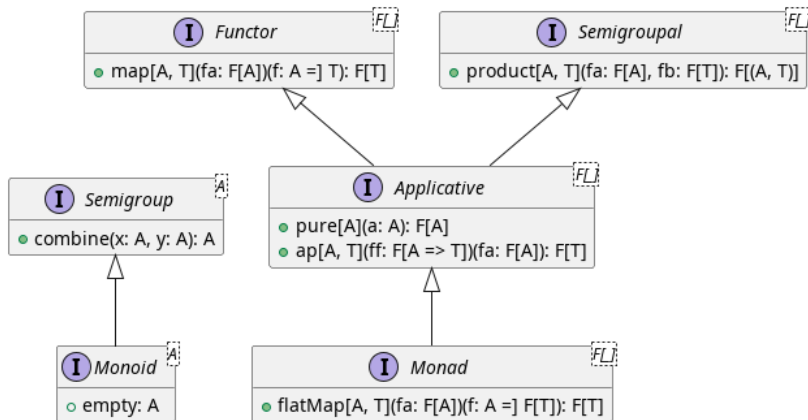 I Functor F[_]
map[A, T](fa: F[A])(f: A =] T): F[T]
I Semigroupal F[_]
product[A, T](fa: F[A], fb: F[T]): F[(A, T)]
I Semigroup A
combine(x: A, y: A): A
I Applicative F[_]
pure[A](a: A): F[A]
ap[A, T](ff: F[A => T])(fa: F[A]): F[T]
I Monoid A
empty: A
I Monad F[_]
flatMap[A, T](fa: F[A])(f: A =] F[T]): F[T]